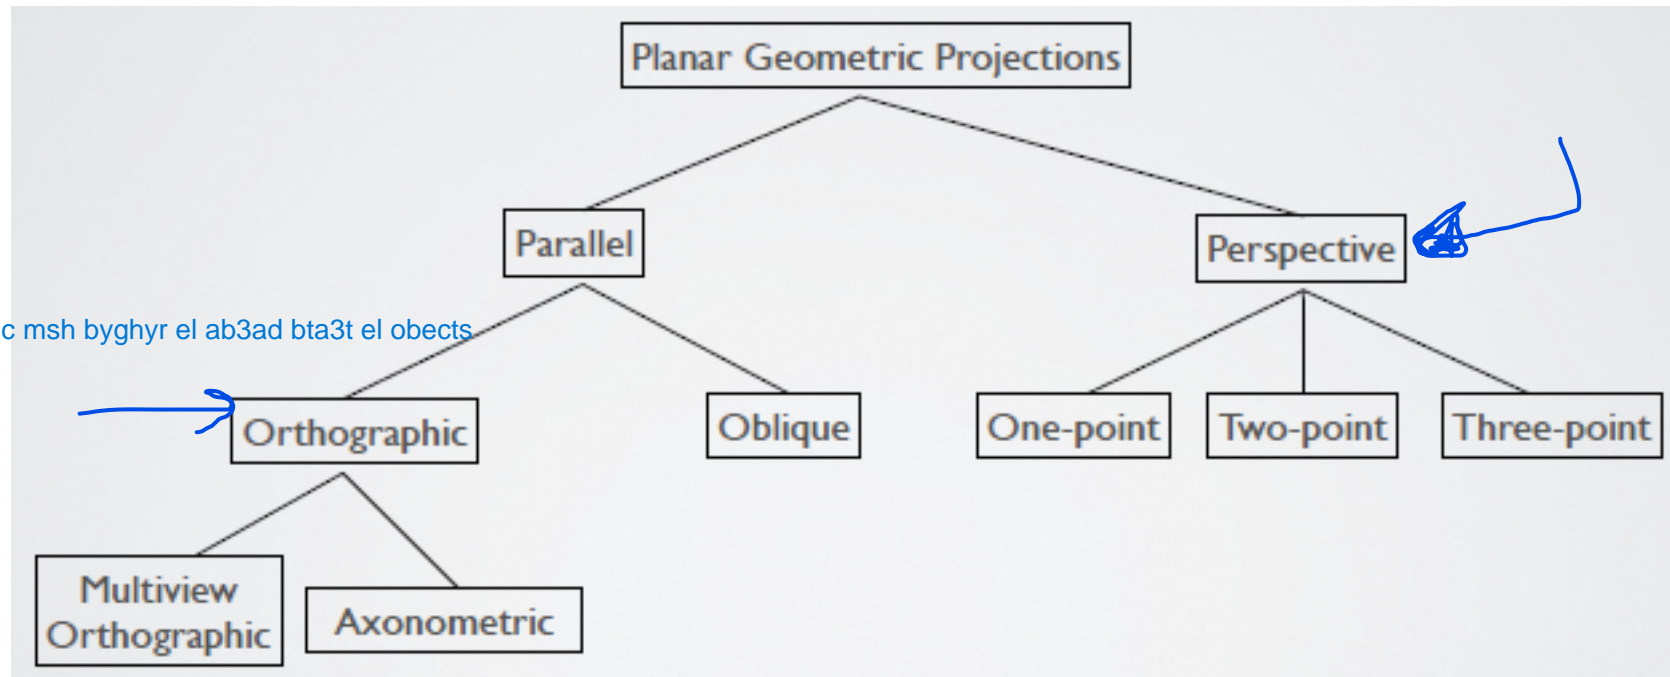 Planar Geometric Projections
Parallel
Perspective
c msh byghyr el ab3ad bta3t el obects
Orthographic
Oblique
One-point
Two-point
Three-point
Multiview
Orthographic
Axonometric